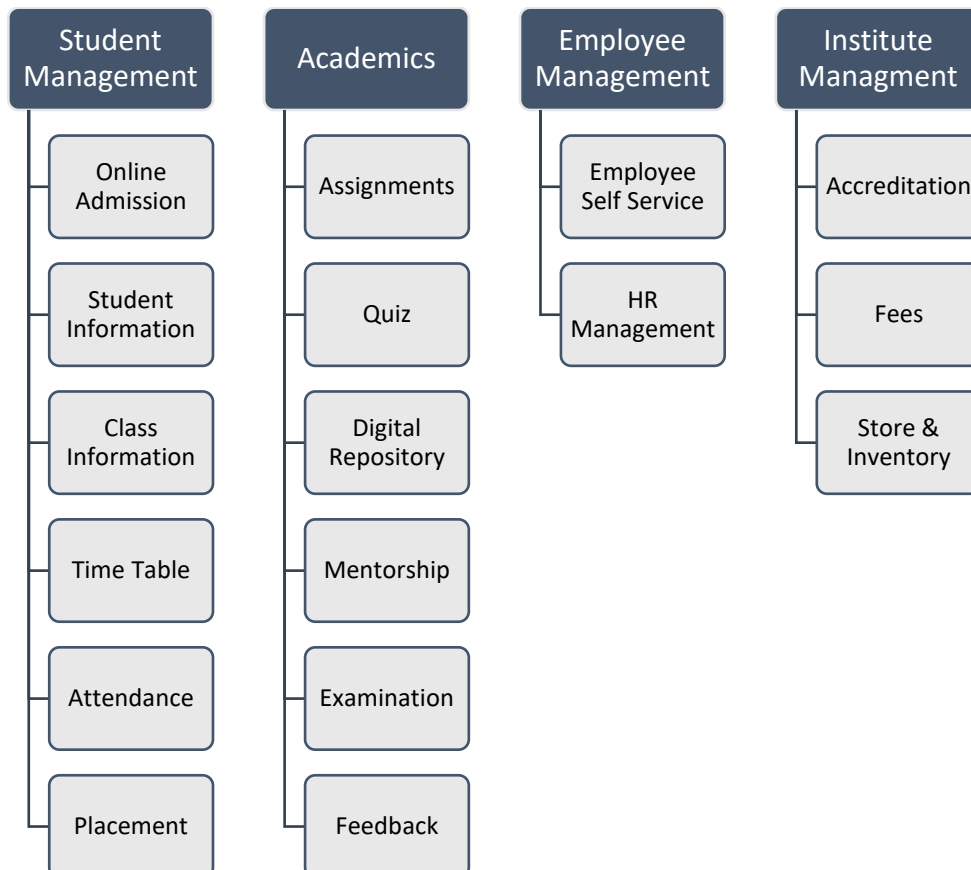 Student
Management
Online
Admission
Student
Information
Class
Information
Time Table
Attendance
Placement
Academics
Assignments
Quiz
Digital
Repository
Mentorship
Examination
Feedback
Employee
Management
Employee
Self Service
HR
Management
Institute
Managment
Accreditation
Fees
Store &
Inventory